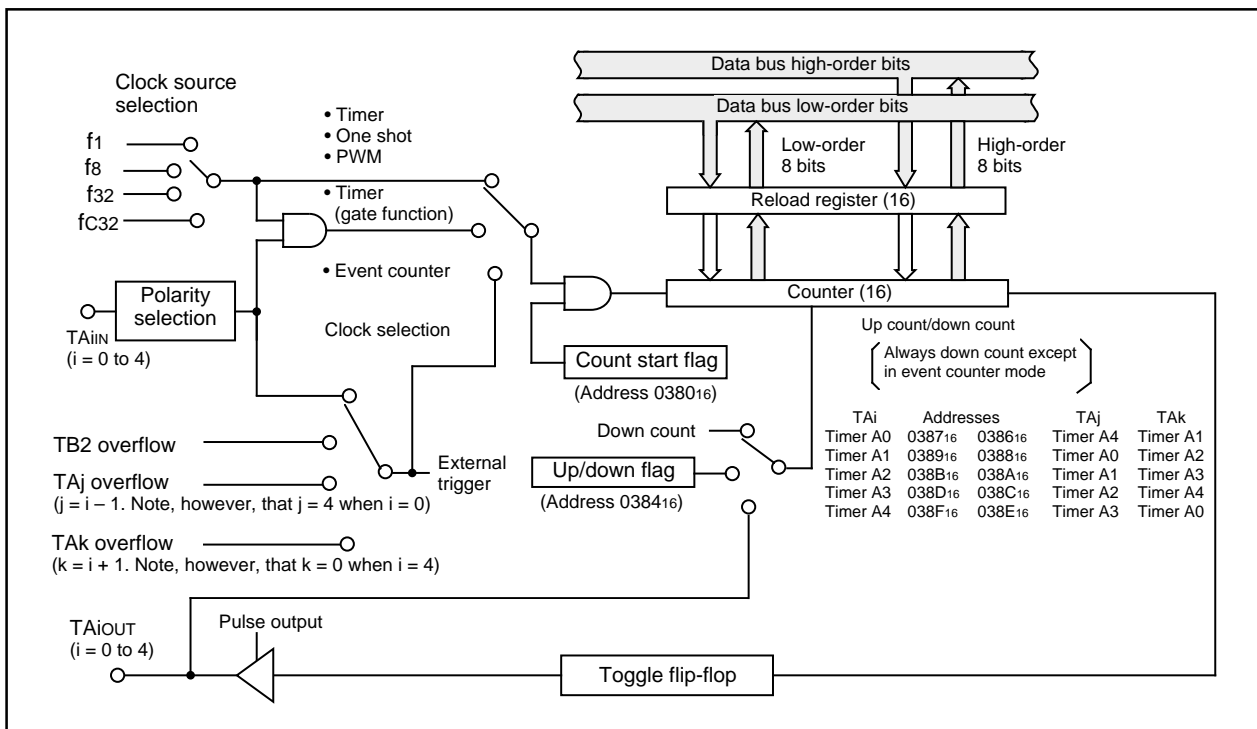 Clock source
selection
f1
f8
f32
fC32
• Timer
• One shot
• PWM
• Timer
(gate function)
• Event counter
Clock selection
Polarity
selection
TAiIN
(i = 0 to 4)
TB2 overflow
TAj overflow
(j = i – 1. Note, however, that j = 4 when i = 0)
TAk overflow
(k = i + 1. Note, however, that k = 0 when i = 4)
External
trigger
Data bus high-order bits
Data bus low-order bits
Low-order
8 bits
High-order
8 bits
Reload register (16)
Counter (16)
Up count/down count
Always down count except
in event counter mode
Count start flag
(Address 038016)
Down count
Up/down flag
(Address 038416)
TAi Addresses TAj TAk
Timer A0 038716 038616 Timer A4 Timer A1
Timer A1 038916 038816 Timer A0 Timer A2
Timer A2 038B16 038A16 Timer A1 Timer A3
Timer A3 038D16 038C16 Timer A2 Timer A4
Timer A4 038F16 038E16 Timer A3 Timer A0
TAiOUT
(i = 0 to 4)
Pulse output
Toggle flip-flop